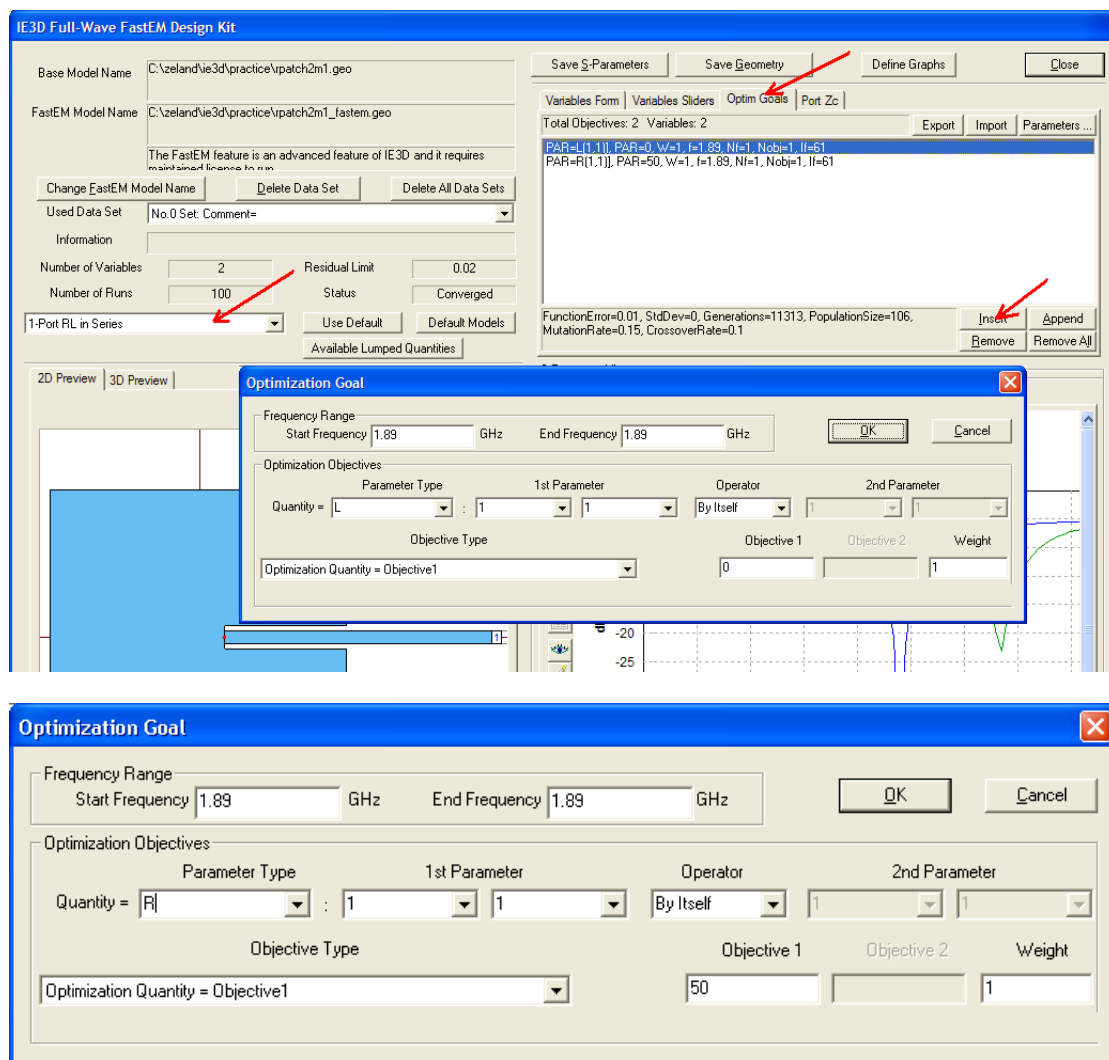 IE3D Full-Wave FastEM Design Kit
Base Model Name C:\zeland\ie3d\practice\rpatch2m1.geo
FastEM Model Name C:\zeland\ie3d\practice\rpatch2m1_fastem.geo
The FastEM feature is an advanced feature of IE3D and it requires
maintained license to run
Change FastEM Model Name Delete Data Set Delete All Data Sets
Used Data Set No.0 Set: Comment=
Information
Number of Variables 2 Residual Limit 0.02
Number of Runs 100 Status Converged
1-Port RL in Series Use Default Default Models
Available Lumped Quantities
2D Preview 3D Preview
1
Save S-Parameters Save Geometry Define Graphs Close
Variables Form Variables Sliders Optim Goals Port Zc
Total Objectives: 2 Variables: 2 Export Import Parameters ...
PAR=L(1,1)], PAR=0, W=1, f=1.89, Nf=1, Nobj=1, If=61
PAR=R(1,1)], PAR=50, W=1, f=1.89, Nf=1, Nobj=1, If=61
FunctionError=0.01, StdDev=0, Generations=11313, PopulationSize=106,
MutationRate=0.15, CrossoverRate=0.1
Insert Append
Remove Remove All
Optimization Goal
Frequency Range
Start Frequency 1.89 GHz End Frequency 1.89 GHz OK Cancel
Optimization Objectives
Parameter Type 1st Parameter Operator 2nd Parameter
Quantity = L : 1 1 By Itself 1 1
Objective Type Objective 1 Objective 2 Weight
Optimization Quantity = Objective1 0 1
-20
-25
Optimization Goal
Frequency Range
Start Frequency 1.89 GHz End Frequency 1.89 GHz OK Cancel
Optimization Objectives
Parameter Type 1st Parameter Operator 2nd Parameter
Quantity = R : 1 1 By Itself 1 1
Objective Type Objective 1 Objective 2 Weight
Optimization Quantity = Objective1 50 1